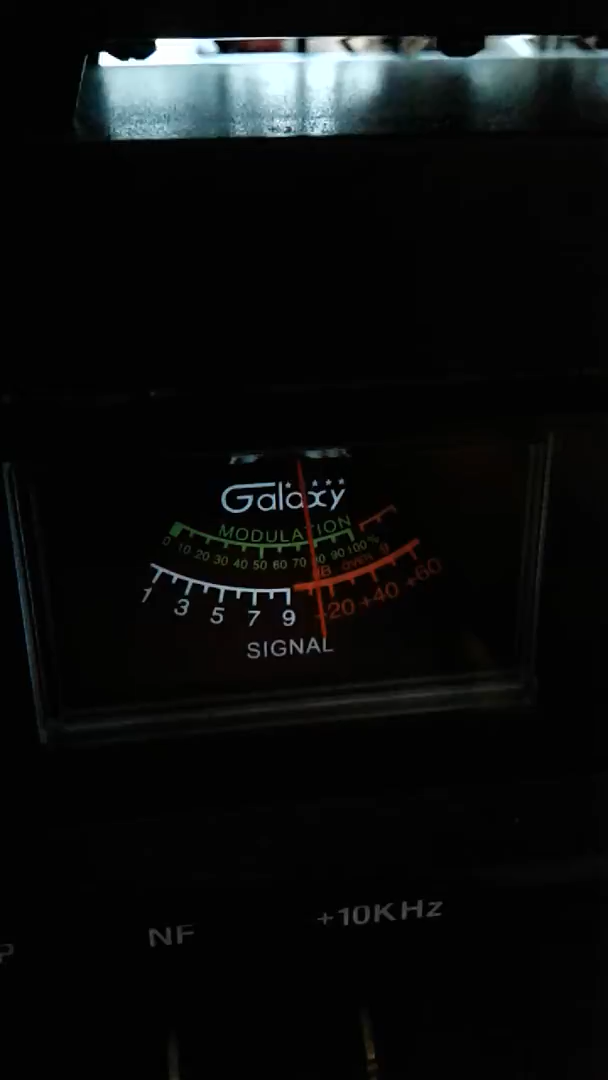 Galaxy
MODULATION
0 10 20 30 40 50 60 70 80 90 100%
OVER 9
1 3 5 7 9 +20 +40 +60
SIGNAL
NF +10KHz